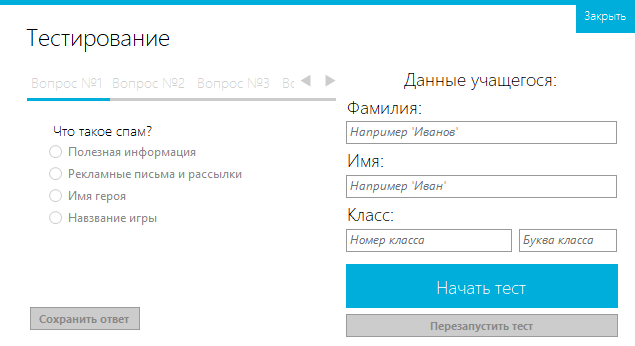 Закрыть
Тестирование
Вопрос №1 Вопрос №2 Вопрос №3 Вс
Что такое спам?
Полезная информация
Рекламные письма и рассылки
Имя героя
Навзвание игры
Сохранить ответ
Данные учащегося:
Фамилия:
Например 'Иванов'
Имя:
Например 'Иван'
Класс:
Номер класса Буква класса
Начать тест
Перезапустить тест